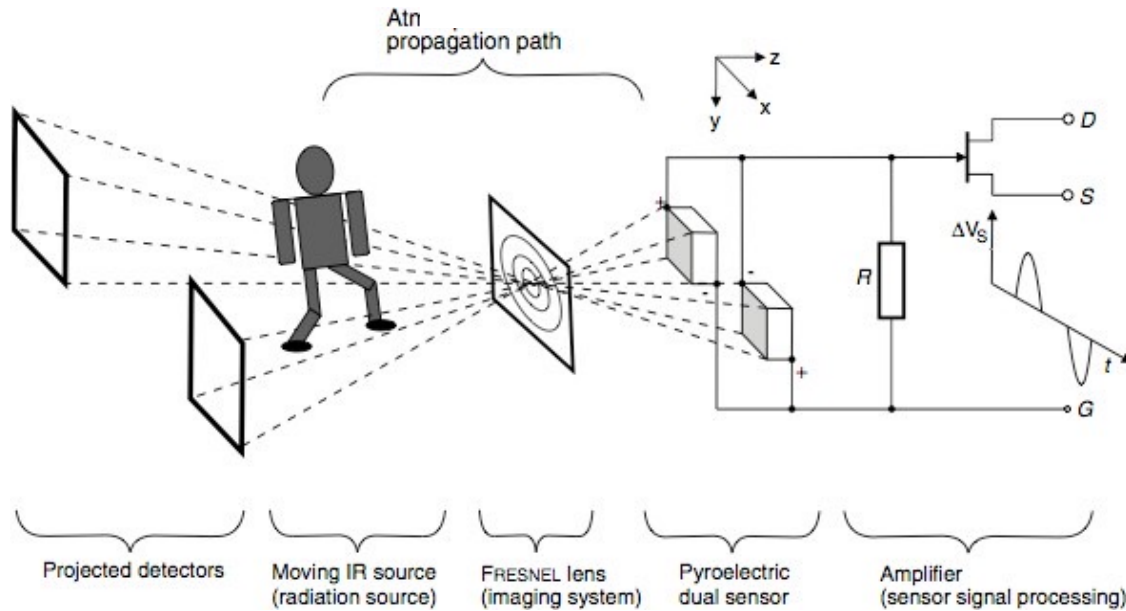 Atn
propagation path
z
x
y
D
S
ΔVS
+
-
-
+
R
t
G
Projected detectors
Moving IR source
(radiation source)
FRESNEL lens
(imaging system)
Pyroelectric
dual sensor
Amplifier
(sensor signal processing)